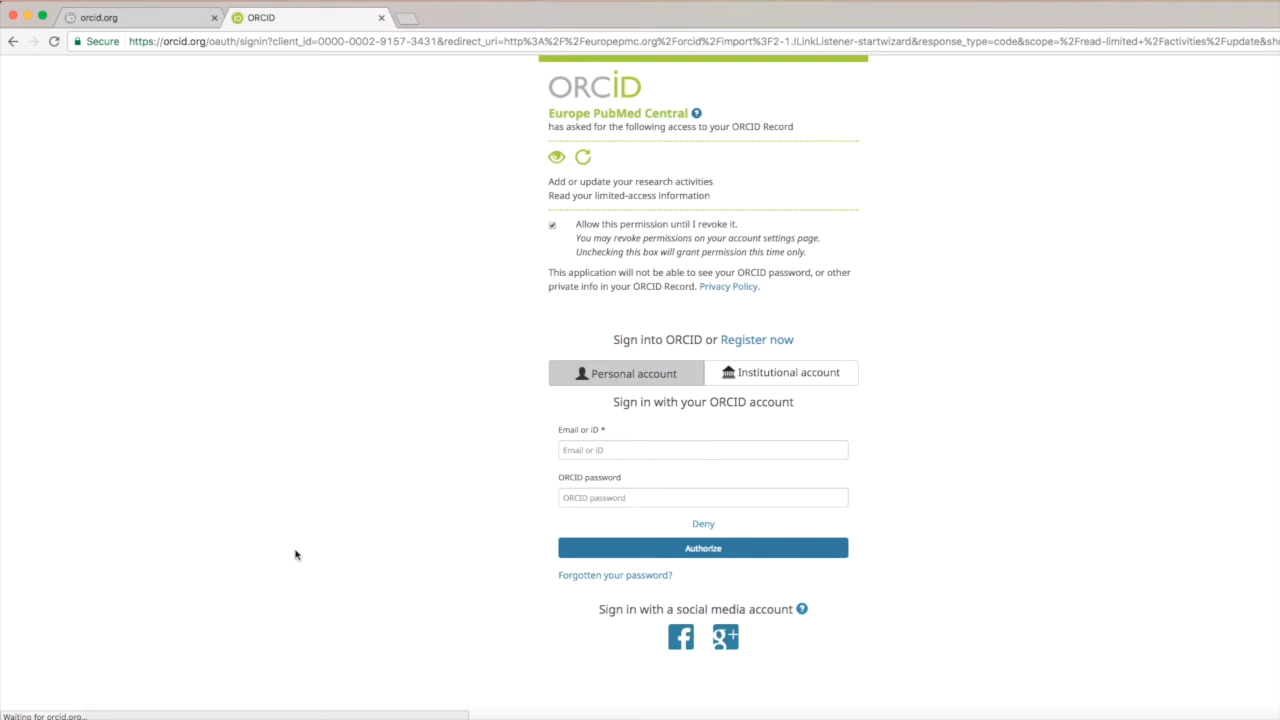 orcid.org
ORCID
Secure https://orcid.org/oauth/signin?client_id=0000-0002-9157-3431&redirect_uri=http%3A%2F%2Feuropepmc.org%2Forcid%2Fimport%2F2-1.ILinkListener-startwizard&response_type=code&scope=%2Fread-limited+%2Factivities%2Fupdate&sh
ORCiD
Europe PubMed Central ?
has asked for the following access to your ORCID Record
Add or update your research activities
Read your limited-access information
Allow this permission until I revoke it.
You may revoke permissions on your account settings page.
Unchecking this box will grant permission this time only.
This application will not be able to see your ORCID password, or other
private info in your ORCID Record. Privacy Policy.
Sign into ORCID or Register now
Personal account
Institutional account
Sign in with your ORCID account
Email or iD *
Email or iD
ORCID password
ORCID password
Deny
Authorize
Forgotten your password?
Sign in with a social media account ?
f g+
Waiting for orcid.org...